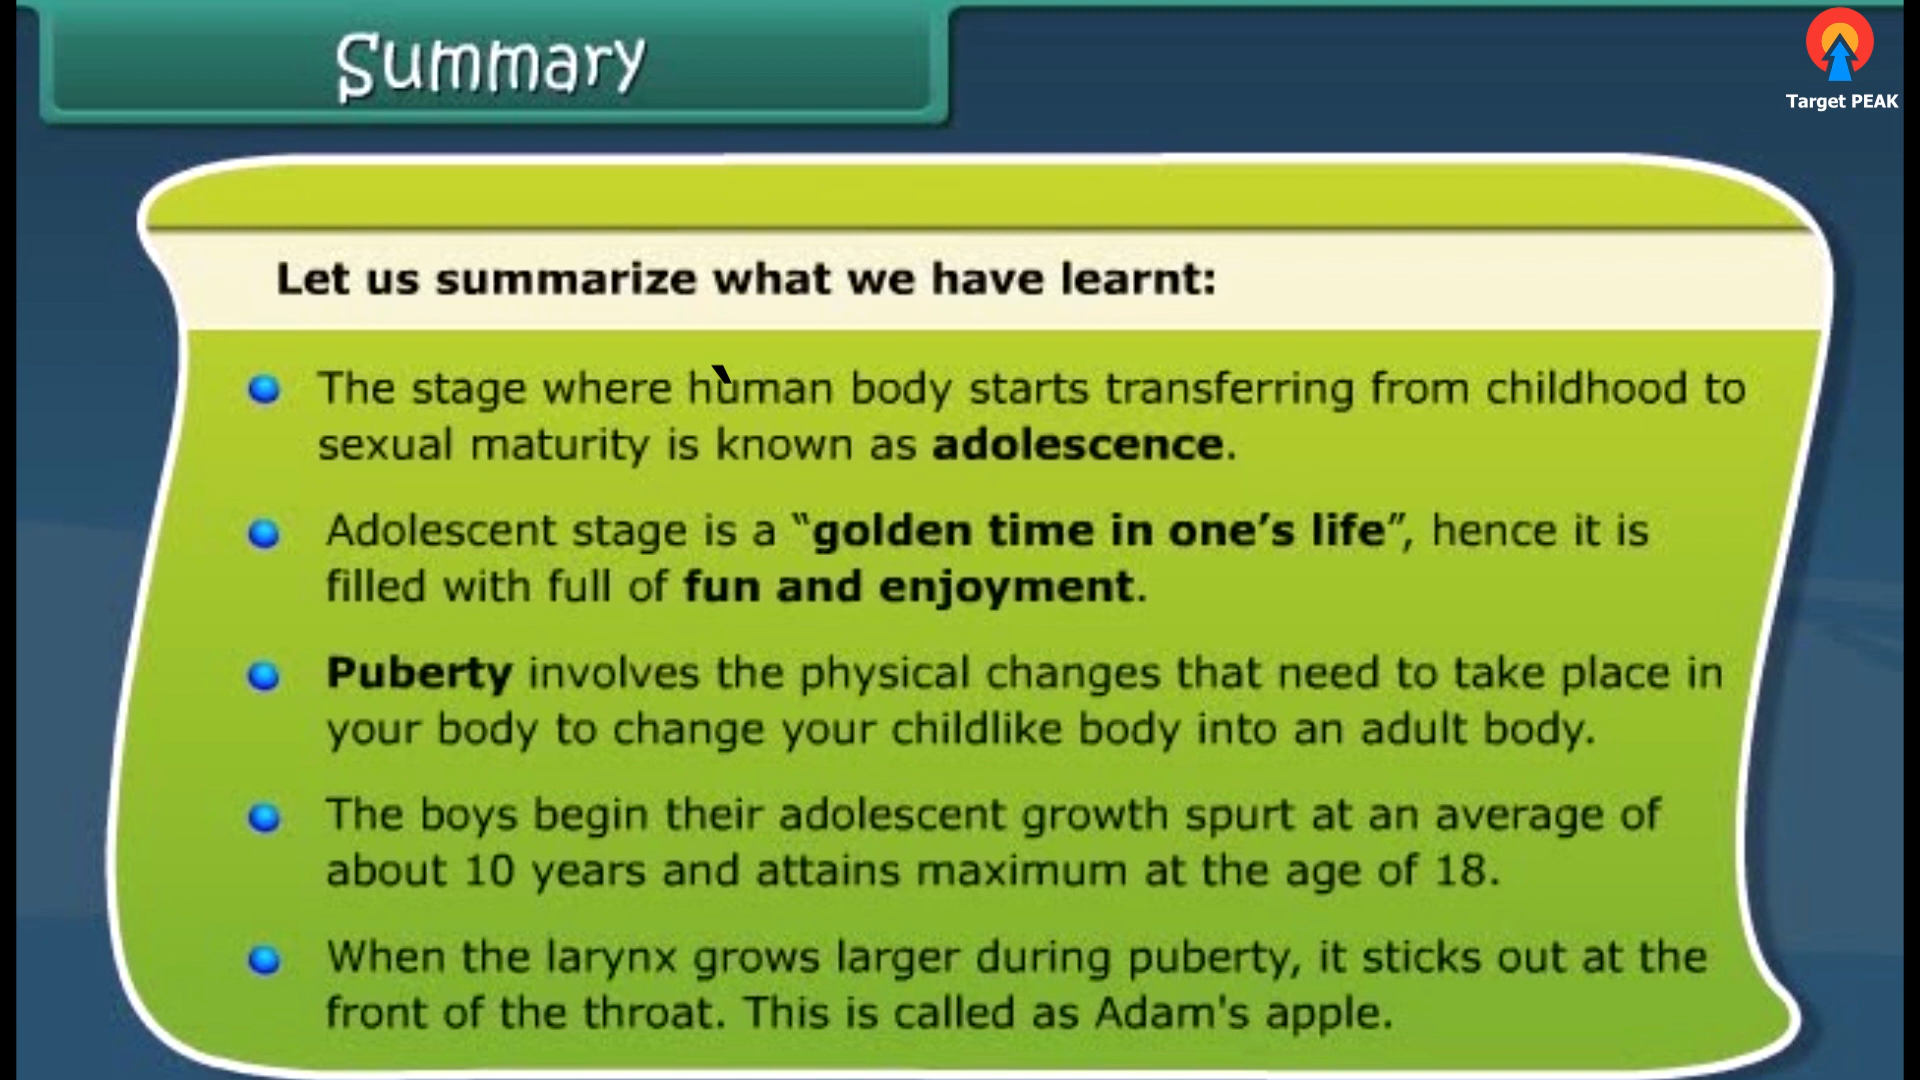 Summary
Target PEAK
Let us summarize what we have learnt:
The stage where human body starts transferring from childhood to
sexual maturity is known as adolescence.
Adolescent stage is a “golden time in one’s life”, hence it is
filled with full of fun and enjoyment.
Puberty involves the physical changes that need to take place in
your body to change your childlike body into an adult body.
The boys begin their adolescent growth spurt at an average of
about 10 years and attains maximum at the age of 18.
When the larynx grows larger during puberty, it sticks out at the
front of the throat. This is called as Adam's apple.